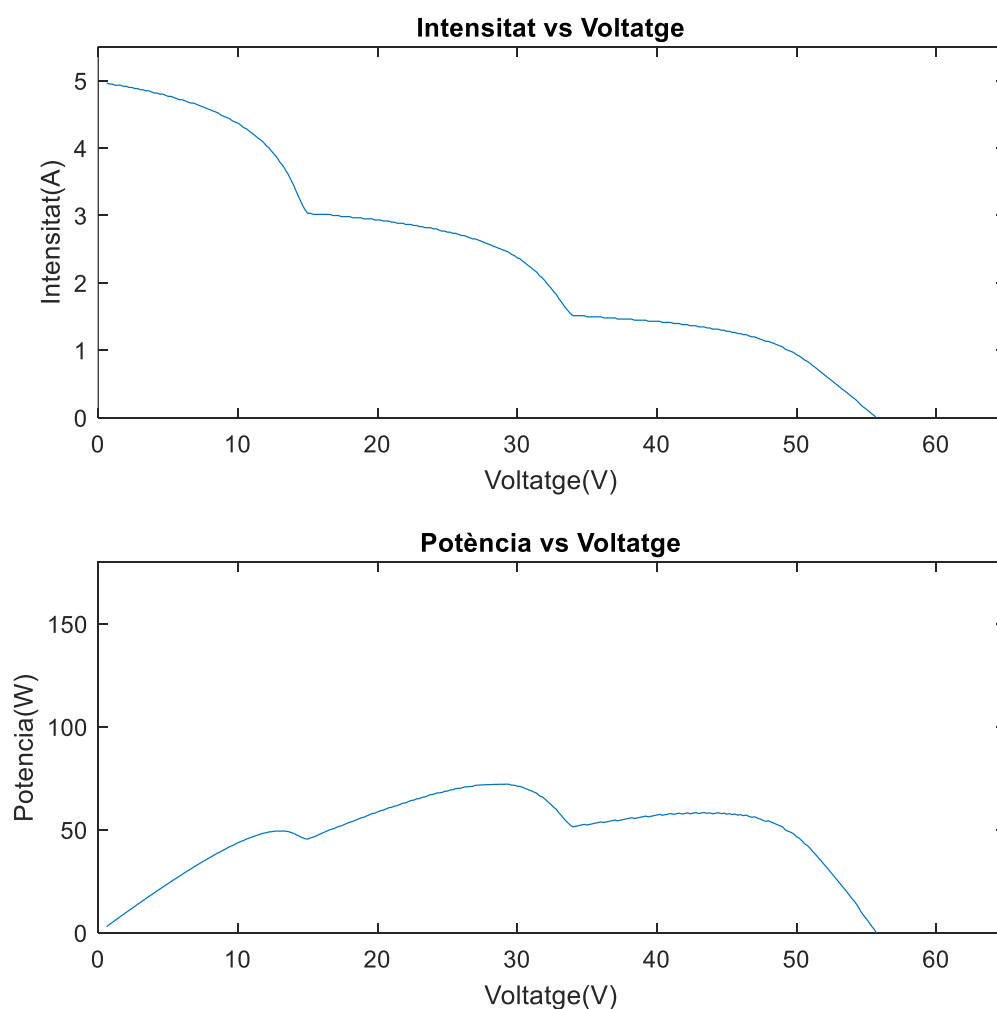 Intensitat vs Voltatge
Intensitat(A)
5
4
3
2
1
0
0 10 20 30 40 50 60
Voltatge(V)
Potència vs Voltatge
Potencia(W)
150
100
50
0
0 10 20 30 40 50 60
Voltatge(V)